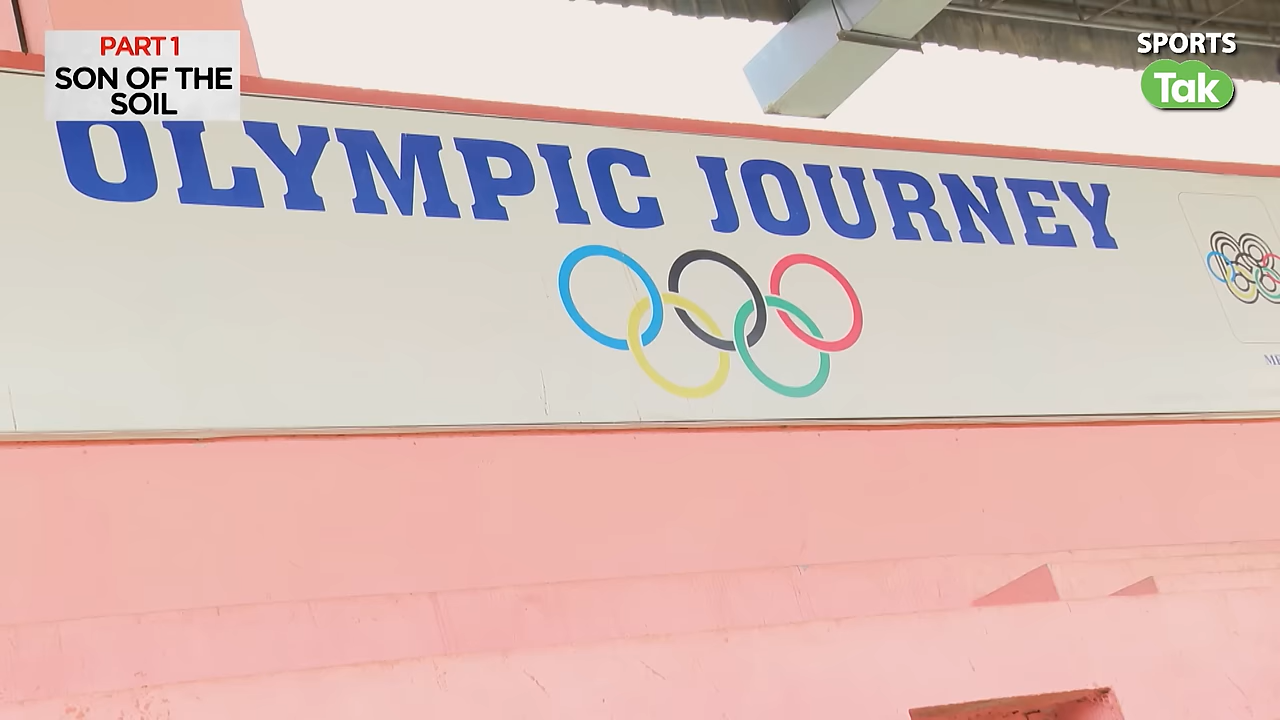 PART 1
SON OF THE
SOIL
SPORTS
Tak
OLYMPIC JOURNEY